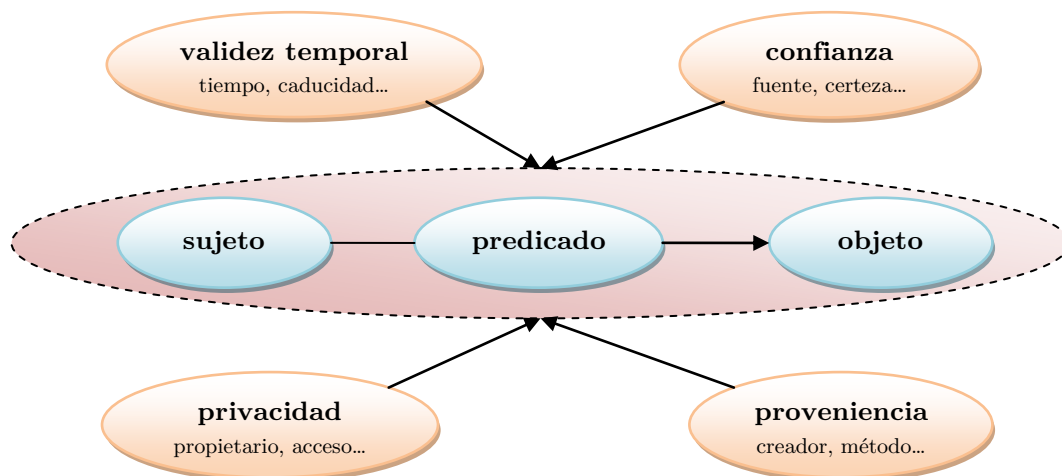 validez temporal
tiempo, caducidad…
confianza
fuente, certeza…
sujeto
predicado
objeto
privacidad
propietario, acceso…
proveniencia
creador, método…